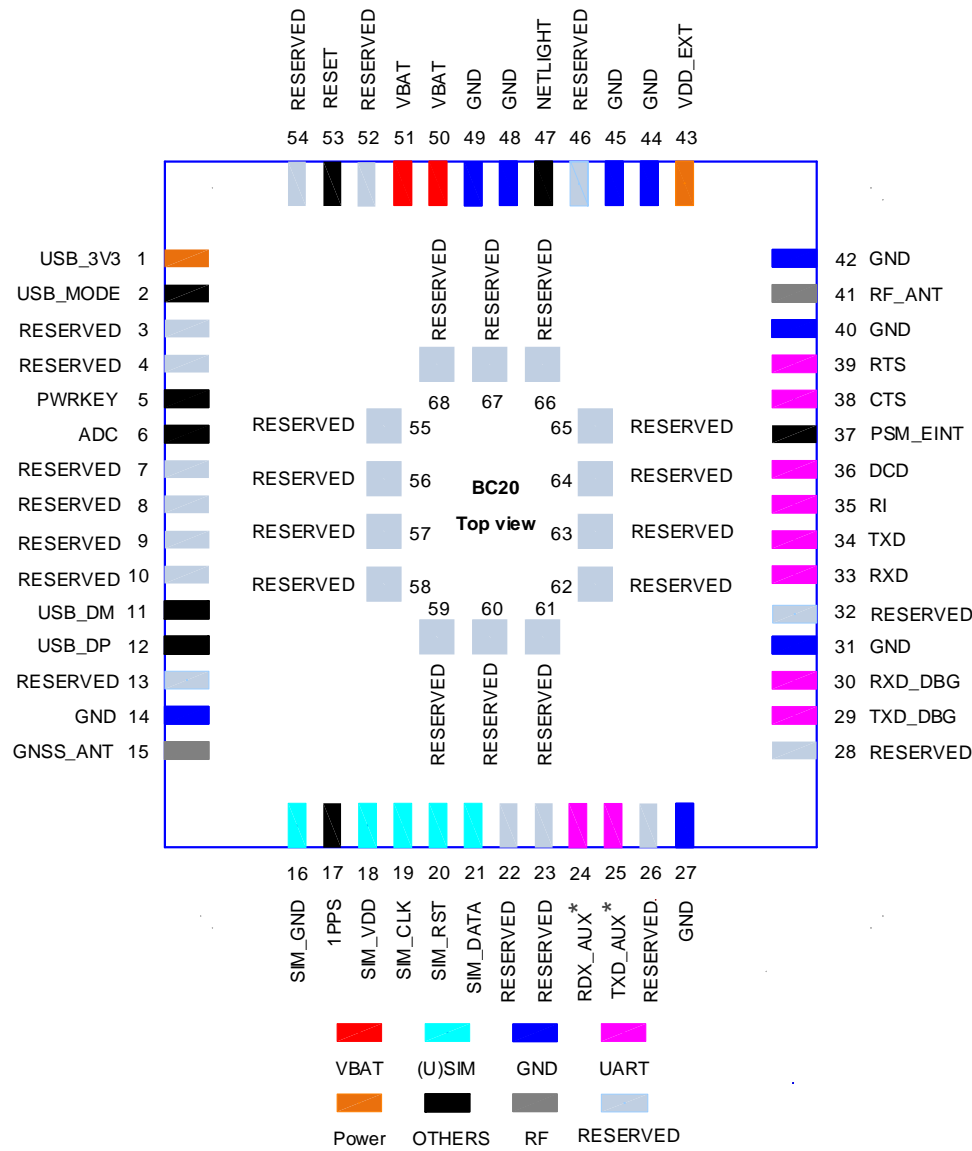 RESERVED
RESET
RESERVED
VBAT
VBAT
GND
GND
NETLIGHT
RESERVED
GND
GND
VDD_EXT
54 53 52 51 50 49 48 47 46 45 44 43
USB_3V3 1
USB_MODE 2
RESERVED 3
RESERVED 4
PWRKEY 5
ADC 6
RESERVED 7
RESERVED 8
RESERVED 9
RESERVED 10
USB_DM 11
USB_DP 12
RESERVED 13
GND 14
GNSS_ANT 15
RESERVED
RESERVED
RESERVED
68 67 66
RESERVED 55
RESERVED 56
RESERVED 57
RESERVED 58
BC20
Top view
65 RESERVED
64 RESERVED
63 RESERVED
62 RESERVED
59 60 61
RESERVED
RESERVED
RESERVED
42 GND
41 RF_ANT
40 GND
39 RTS
38 CTS
37 PSM_EINT
36 DCD
35 RI
34 TXD
33 RXD
32 RESERVED
31 GND
30 RXD_DBG
29 TXD_DBG
28 RESERVED
16 17 18 19 20 21 22 23 24 25 26 27
SIM_GND
1PPS
SIM_VDD
SIM_CLK
SIM_RST
SIM_DATA
RESERVED
RESERVED
RDX_AUX*
TXD_AUX*
RESERVED.
GND
VBAT (U)SIM GND UART
Power OTHERS RF RESERVED